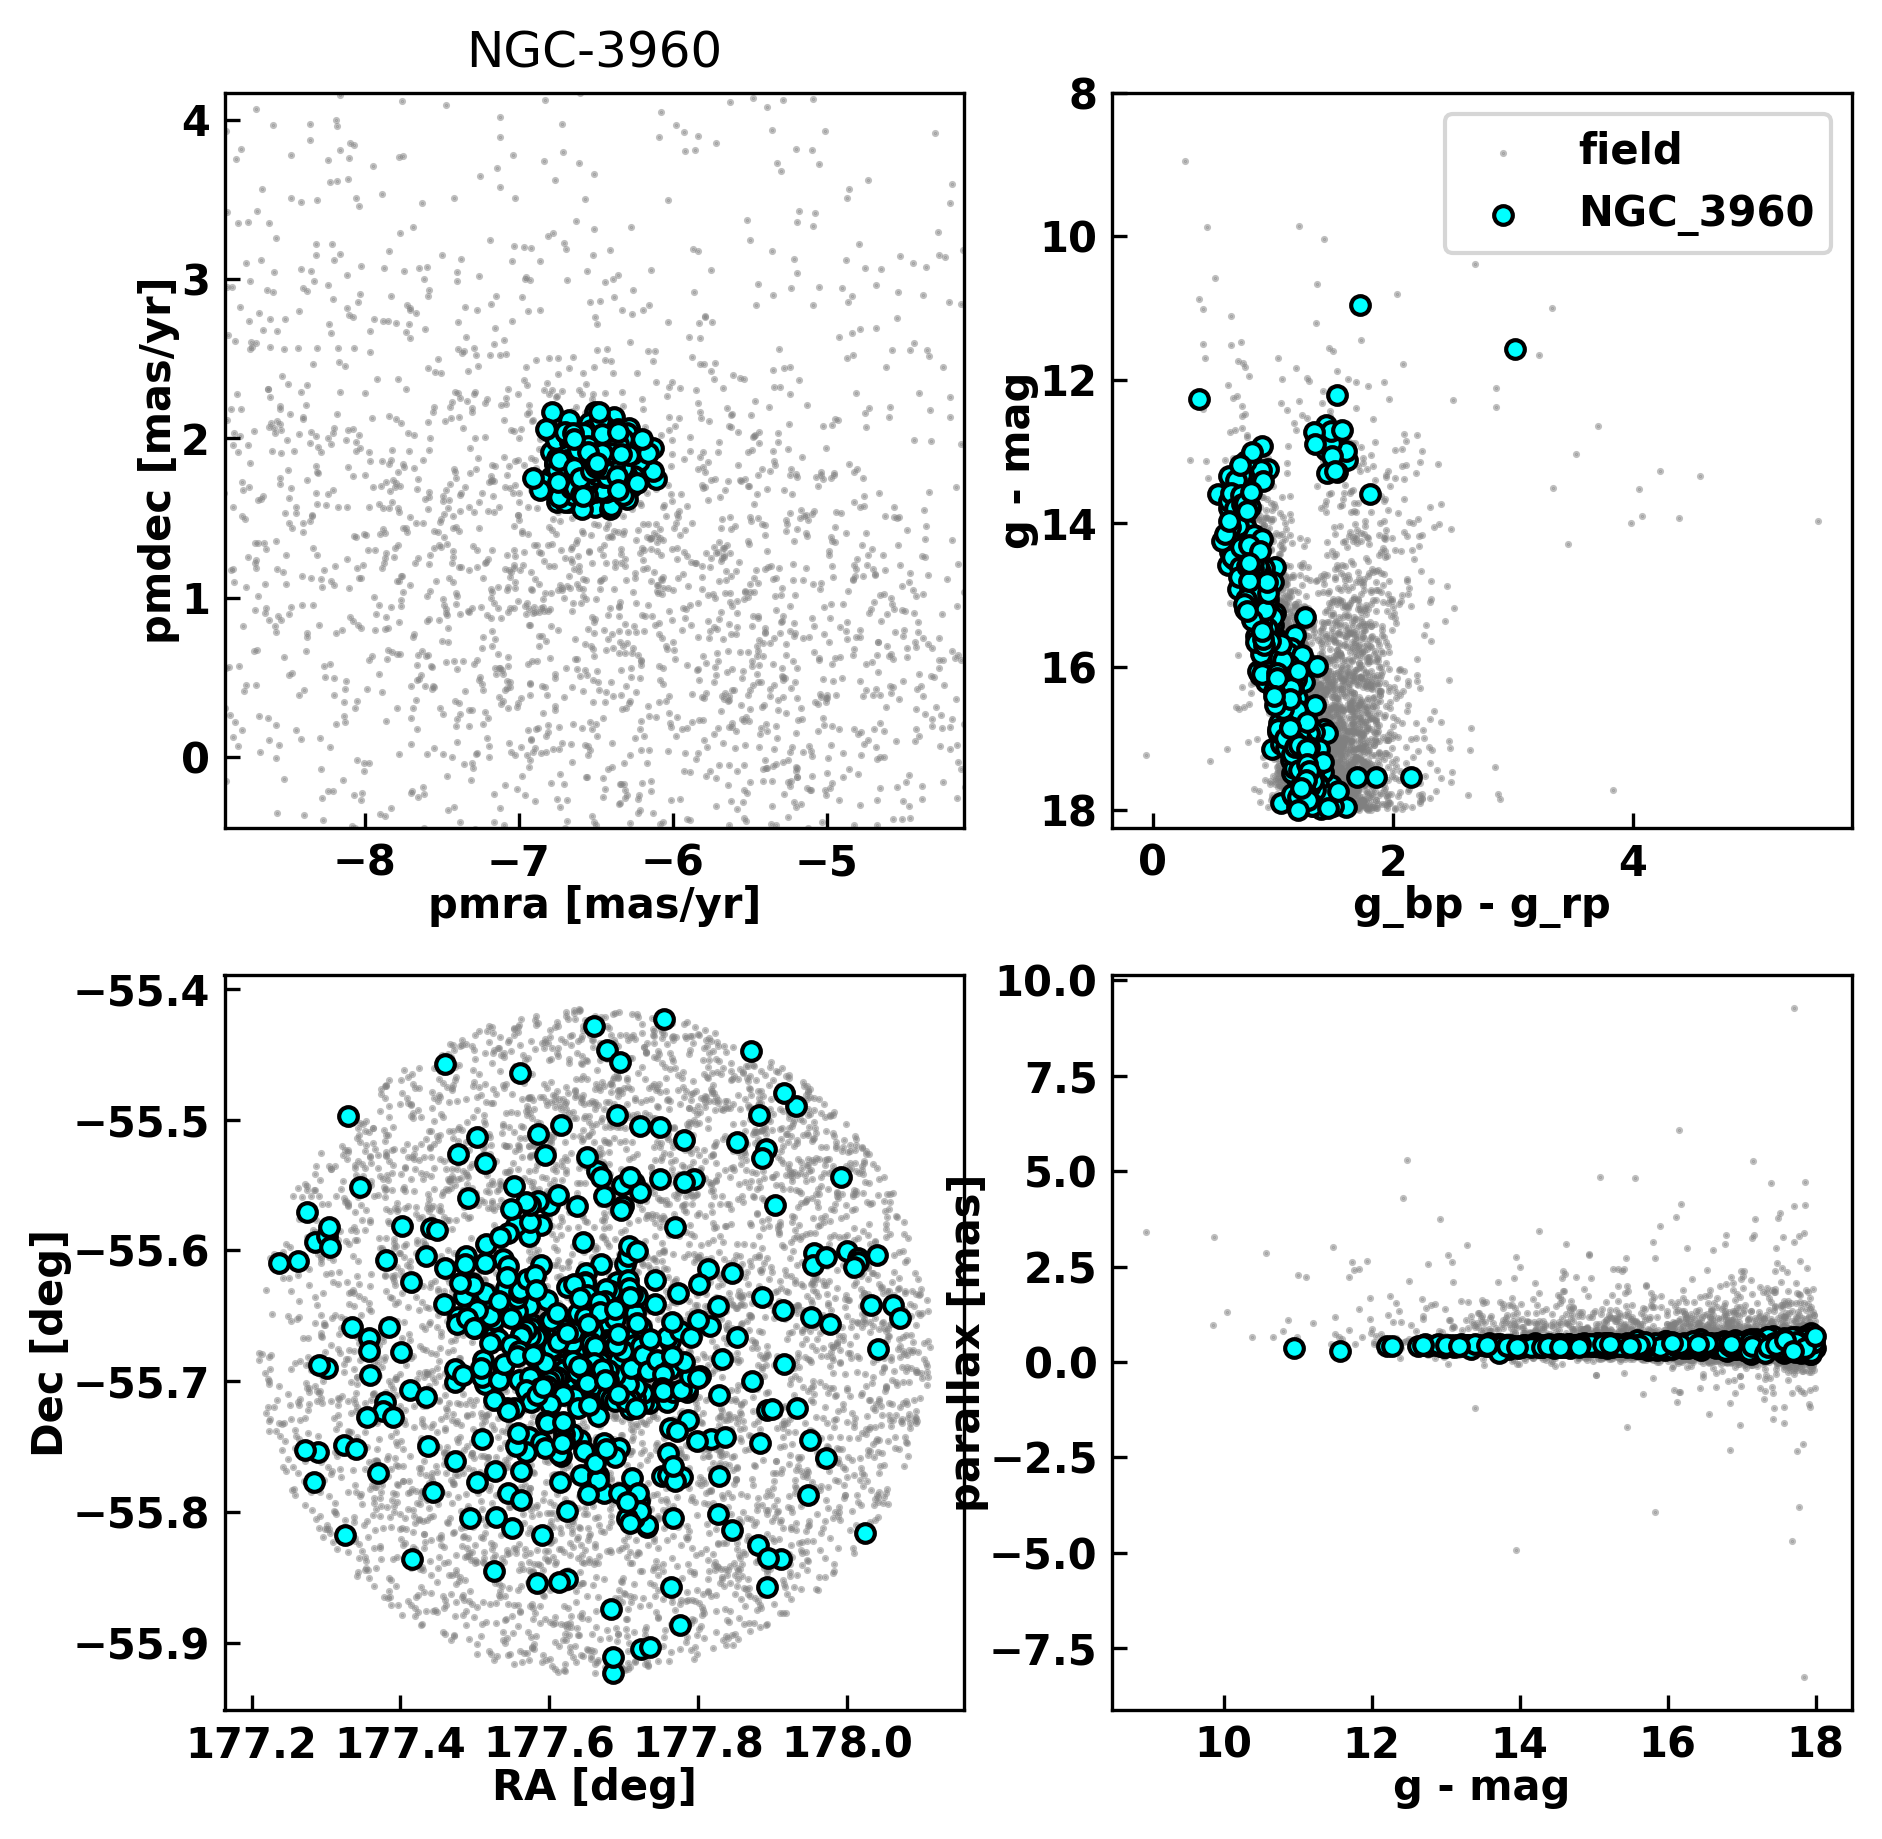 NGC-3960
4
3
2
1
0
pmdec [mas/yr]
−8 −7 −6 −5
pmra [mas/yr]
8
10
12
14
16
18
g - mag
field
NGC_3960
0 2 4
g_bp - g_rp
−55.4
−55.5
−55.6
−55.7
−55.8
−55.9
Dec [deg]
177.2 177.4 177.6 177.8 178.0
RA [deg]
10.0
7.5
5.0
2.5
0.0
−2.5
−5.0
−7.5
parallax [mas]
10 12 14 16 18
g - mag